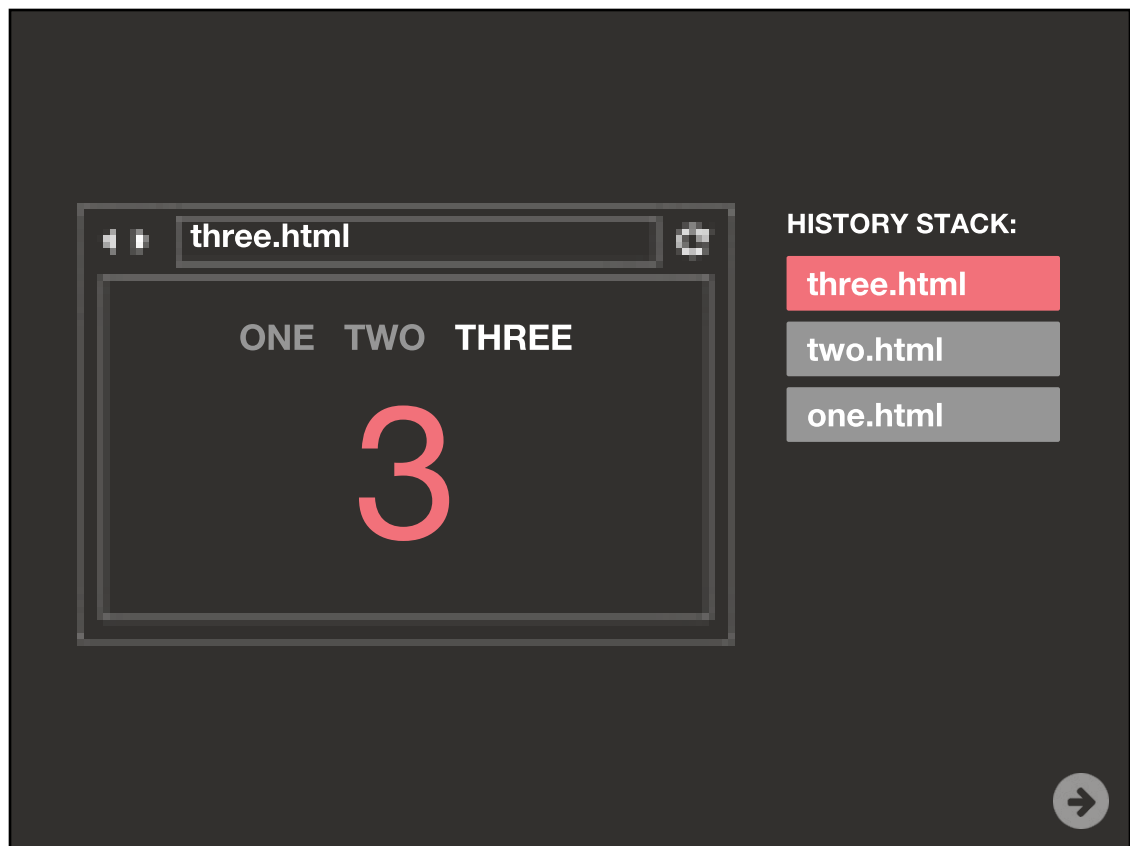 three.html
ONE TWO THREE
3
HISTORY STACK:
three.html
two.html
one.html